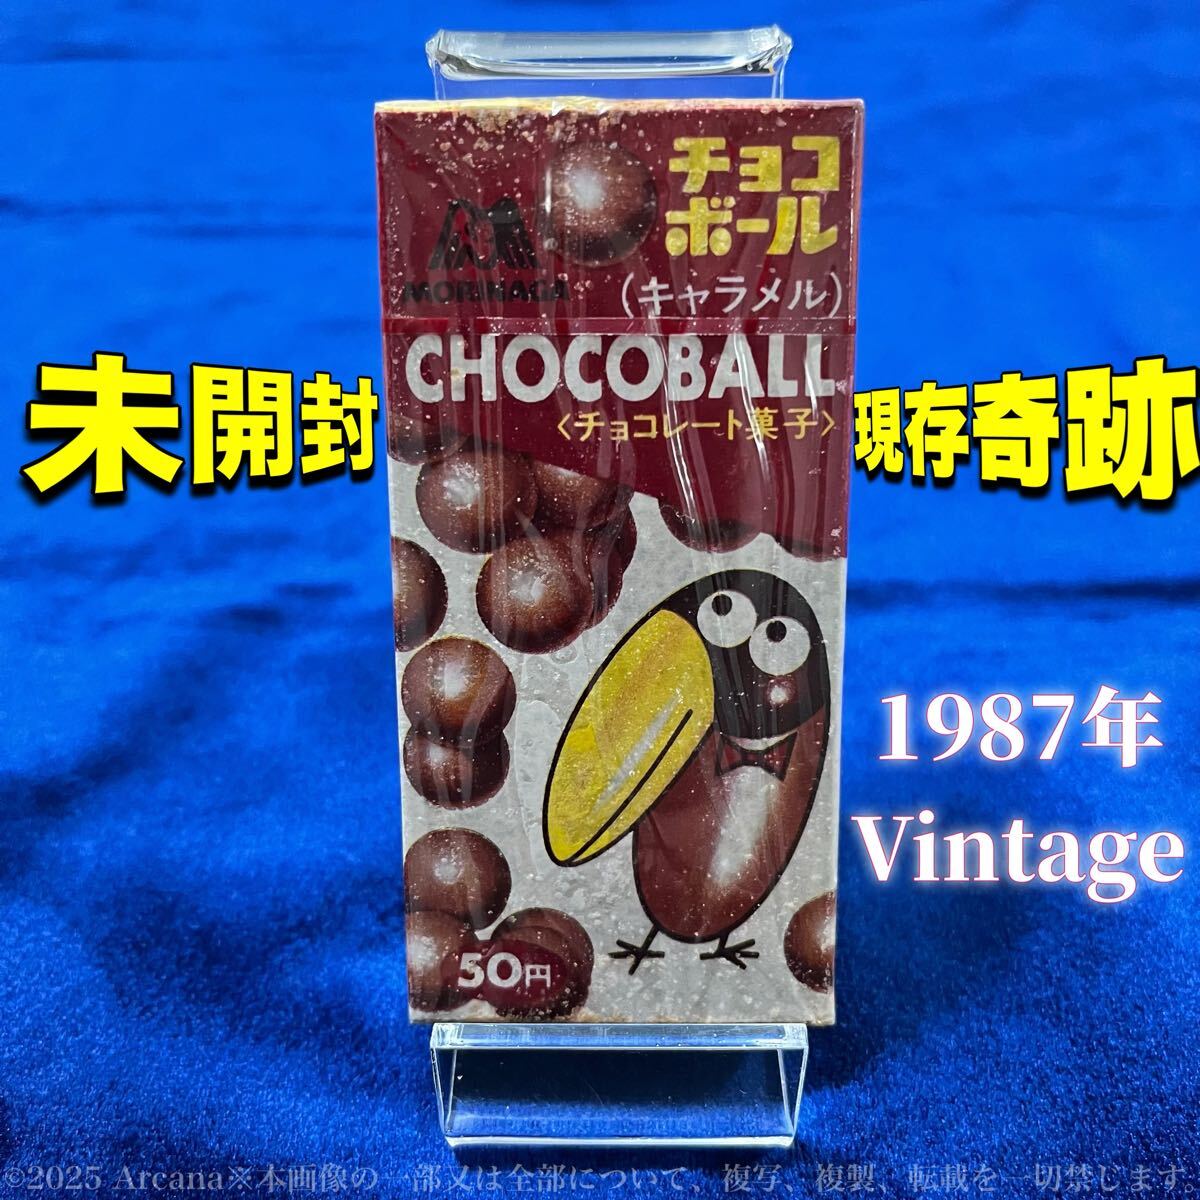 チョコ
ボール
(キャラメル)
MORINAGA
CHOCOBALL
〈チョコレート菓子〉
未開封
現存奇跡
1987年
Vintage
50円
©2025 Arcana※本画像の一部又は全部について、複写、複製、転載を一切禁じます。